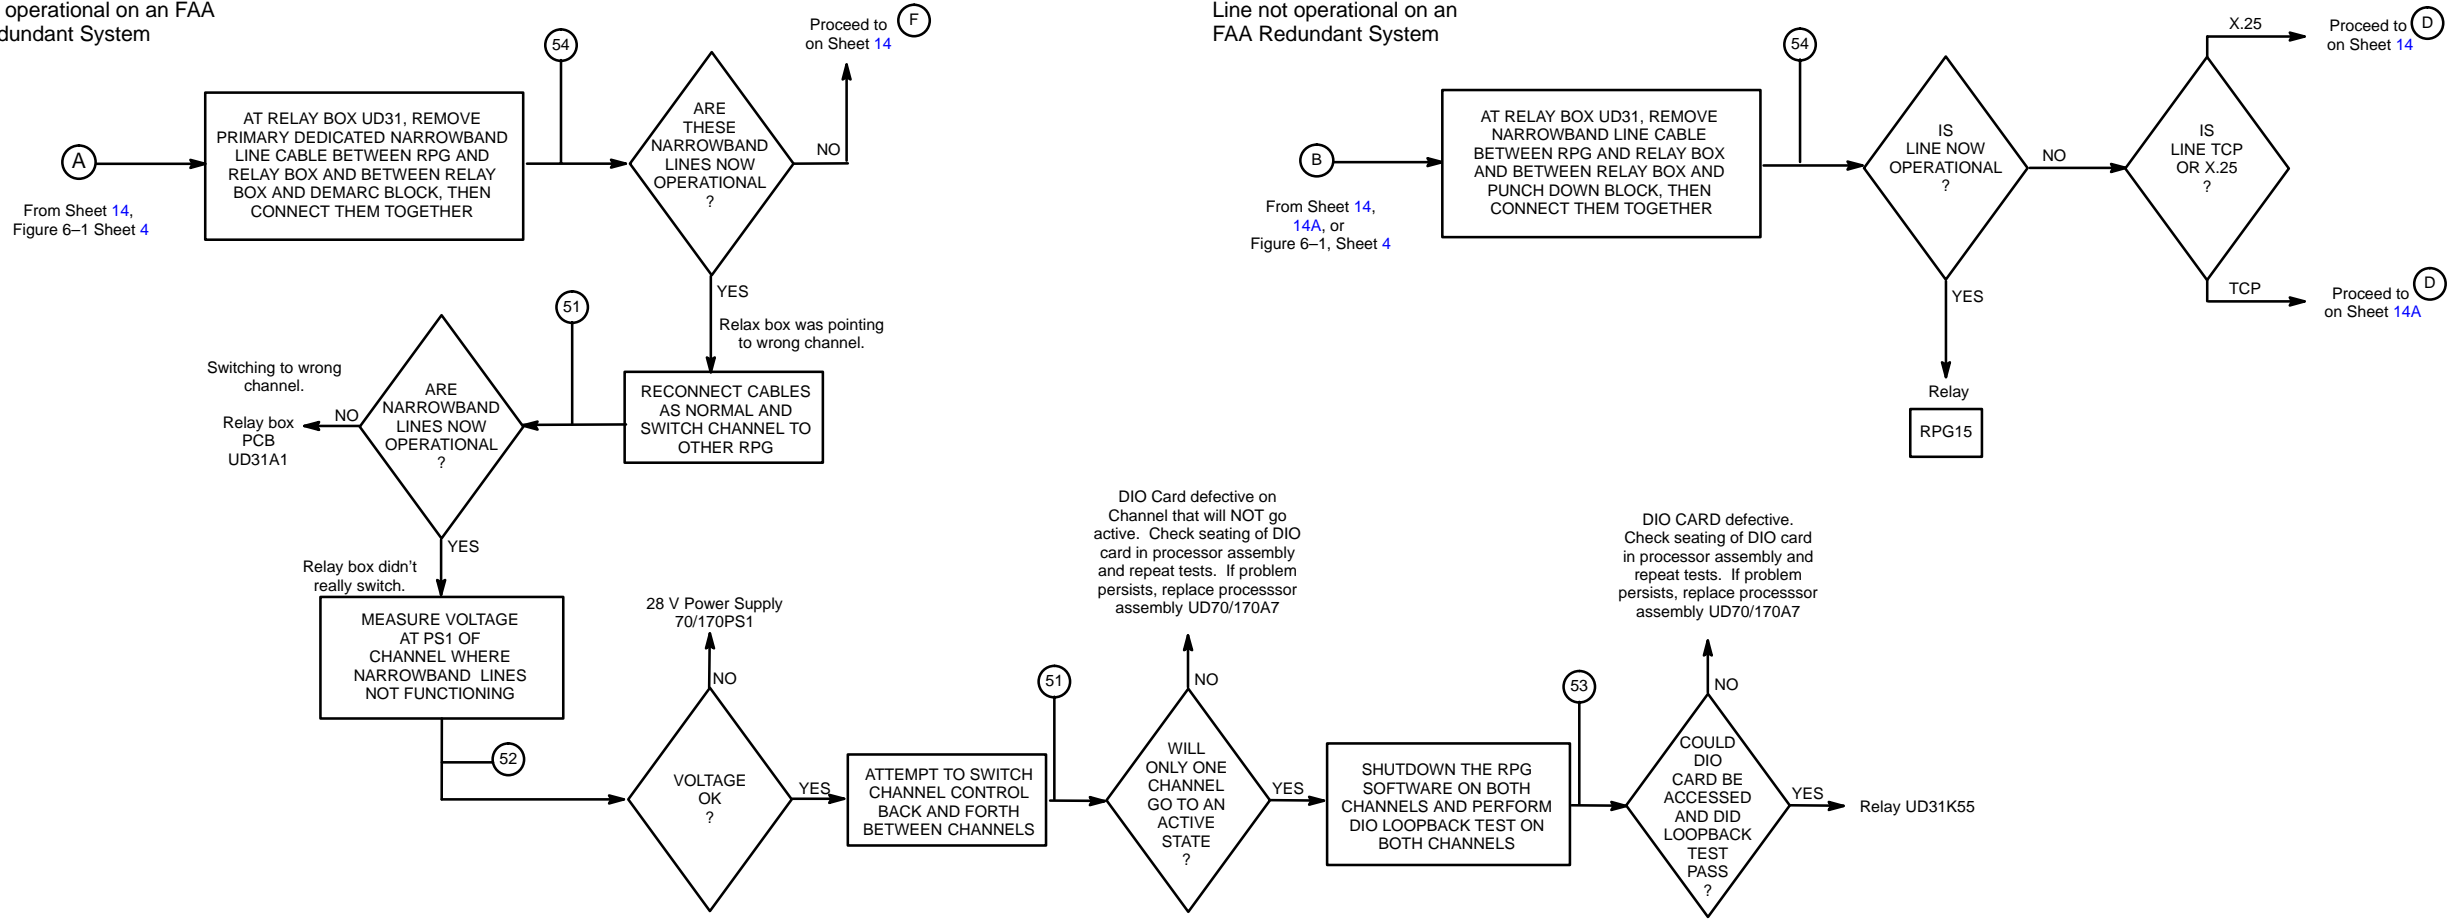 operational on an FAA
dundant System
54
Proceed to F
on Sheet 14
A
From Sheet 14,
Figure 6–1 Sheet 4
AT RELAY BOX UD31, REMOVE
PRIMARY DEDICATED NARROWBAND
LINE CABLE BETWEEN RPG AND
RELAY BOX AND BETWEEN RELAY
BOX AND DEMARC BLOCK, THEN
CONNECT THEM TOGETHER
ARE
THESE
NARROWBAND
LINES NOW
OPERATIONAL
?
NO
YES
Relax box was pointing
to wrong channel.
RECONNECT CABLES
AS NORMAL AND
SWITCH CHANNEL TO
OTHER RPG
51
ARE
NARROWBAND
LINES NOW
OPERATIONAL
?
NO
Switching to wrong
channel.
Relay box
PCB
UD31A1
YES
Relay box didn't
really switch.
MEASURE VOLTAGE
AT PS1 OF
CHANNEL WHERE
NARROWBAND LINES
NOT FUNCTIONING
52
VOLTAGE
OK
?
NO
28 V Power Supply
70/170PS1
YES
ATTEMPT TO SWITCH
CHANNEL CONTROL
BACK AND FORTH
BETWEEN CHANNELS
51
WILL
ONLY ONE
CHANNEL
GO TO AN
ACTIVE
STATE
?
NO
DIO Card defective on
Channel that will NOT go
active. Check seating of DIO
card in processor assembly
and repeat tests. If problem
persists, replace processsor
assembly UD70/170A7
YES
SHUTDOWN THE RPG
SOFTWARE ON BOTH
CHANNELS AND PERFORM
DIO LOOPBACK TEST ON
BOTH CHANNELS
53
COULD
DIO
CARD BE
ACCESSED
AND DID
LOOPBACK
TEST
PASS
?
NO
DIO CARD defective.
Check seating of DIO card
in processor assembly and
repeat tests. If problem
persists, replace processsor
assembly UD70/170A7
YES
Relay UD31K55
Line not operational on an
FAA Redundant System
B
From Sheet 14,
14A, or
Figure 6–1, Sheet 4
AT RELAY BOX UD31, REMOVE
NARROWBAND LINE CABLE
BETWEEN RPG AND RELAY BOX
AND BETWEEN RELAY BOX AND
PUNCH DOWN BLOCK, THEN
CONNECT THEM TOGETHER
54
IS
LINE NOW
OPERATIONAL
?
NO
YES
Relay
RPG15
IS
LINE TCP
OR X.25
?
X.25
Proceed to D
on Sheet 14
TCP
Proceed to D
on Sheet 14A